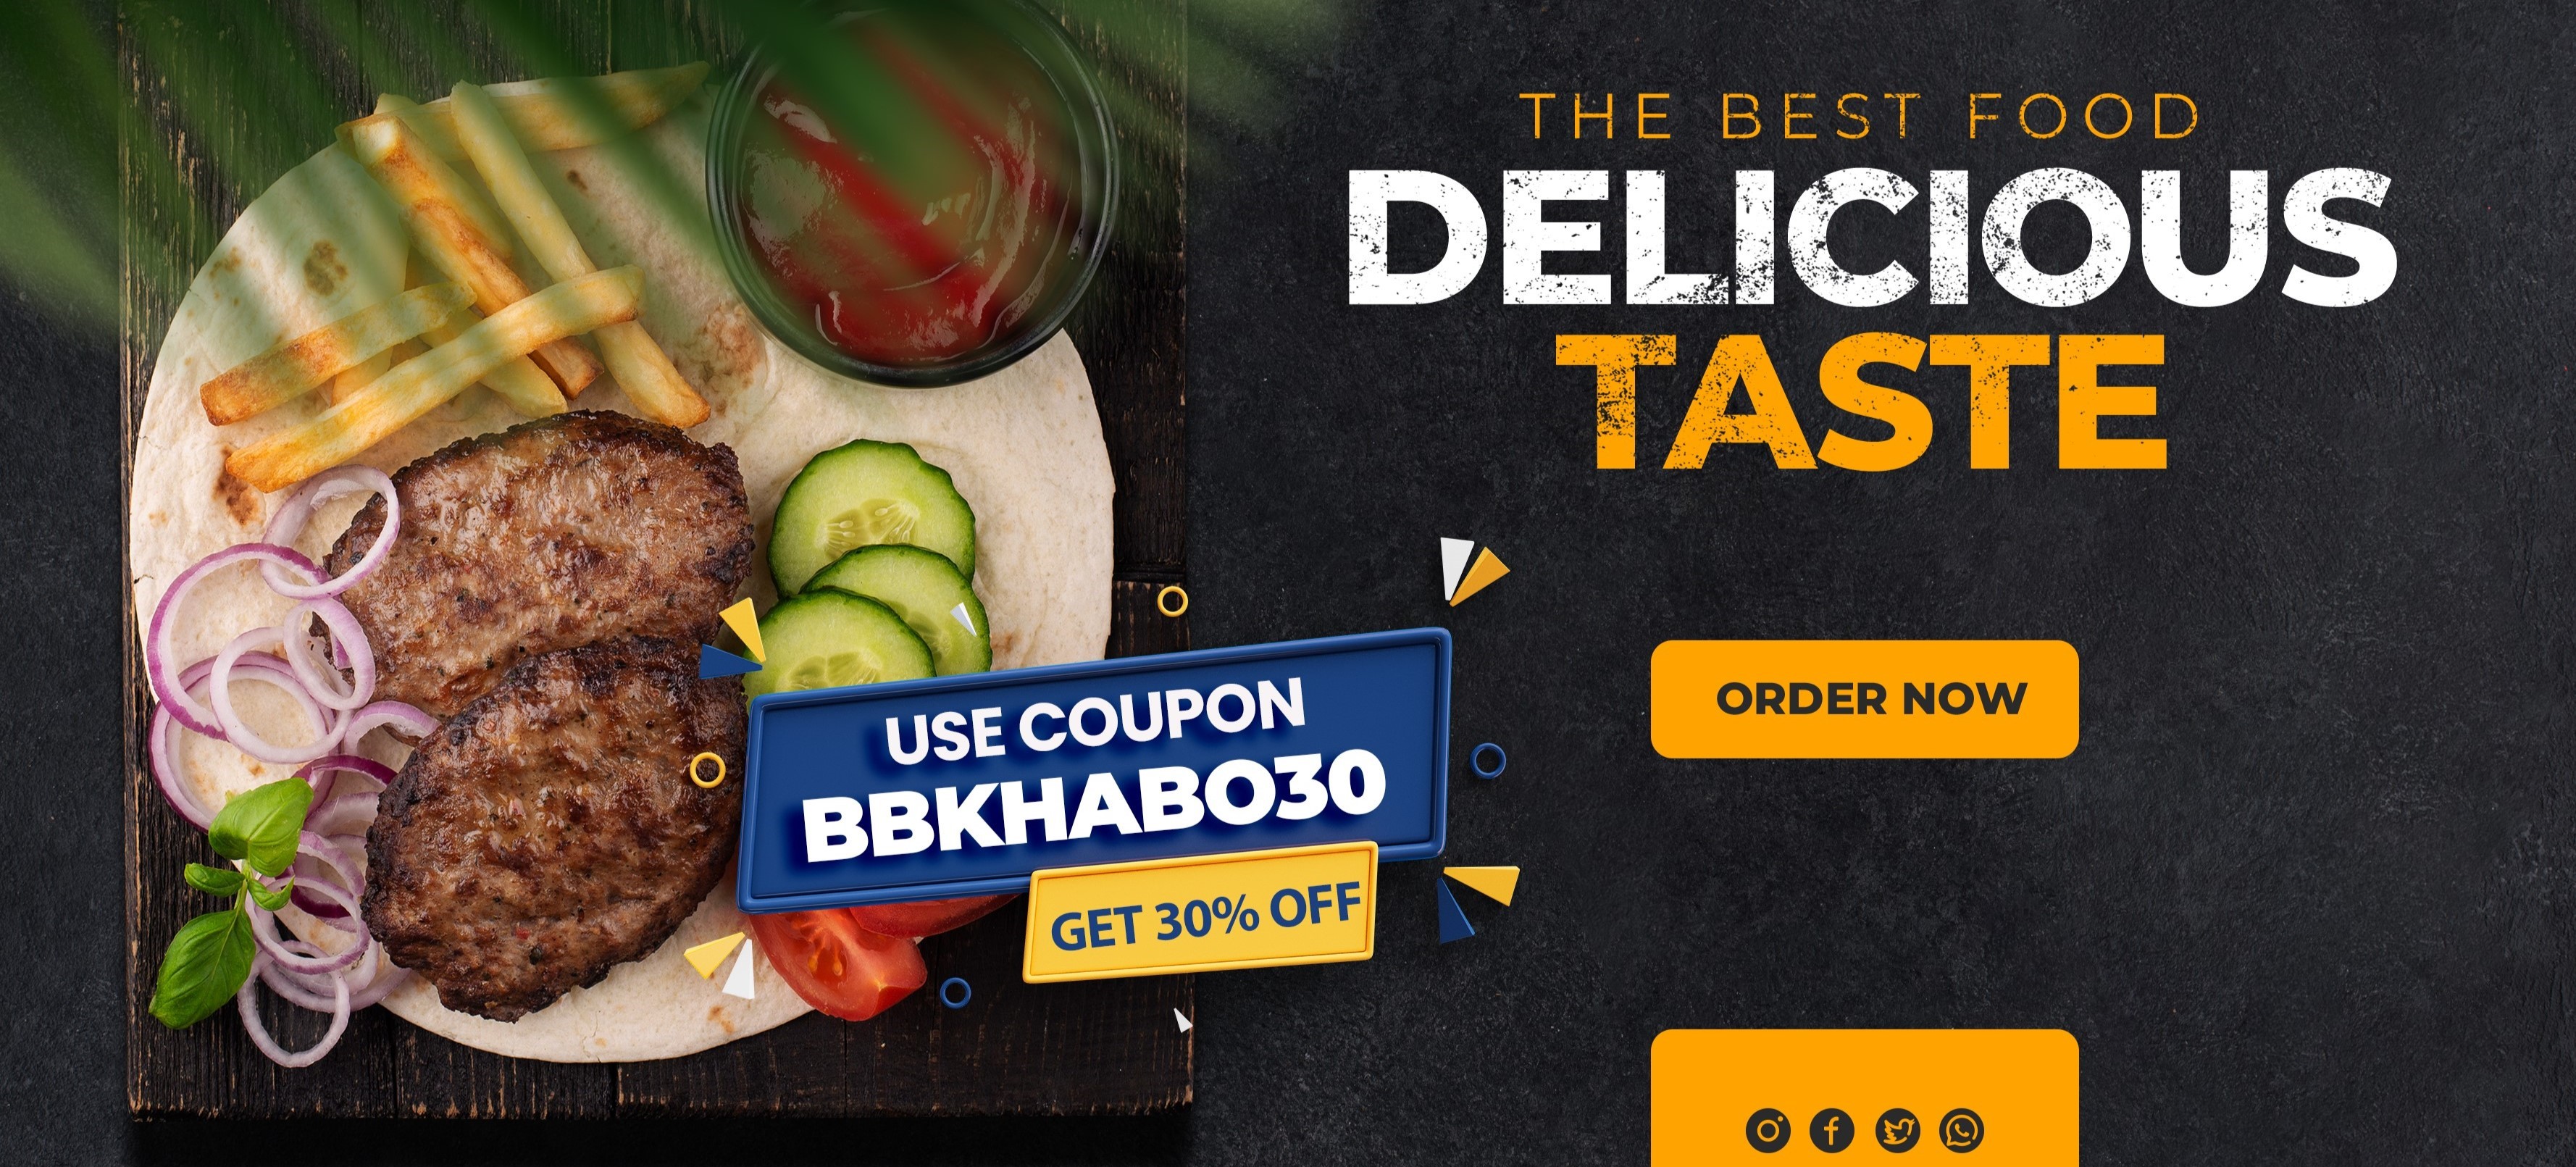 THE BEST FOOD
DELICIOUS
TASTE
USE COUPON
BBKHABO30
GET 30% OFF
ORDER NOW